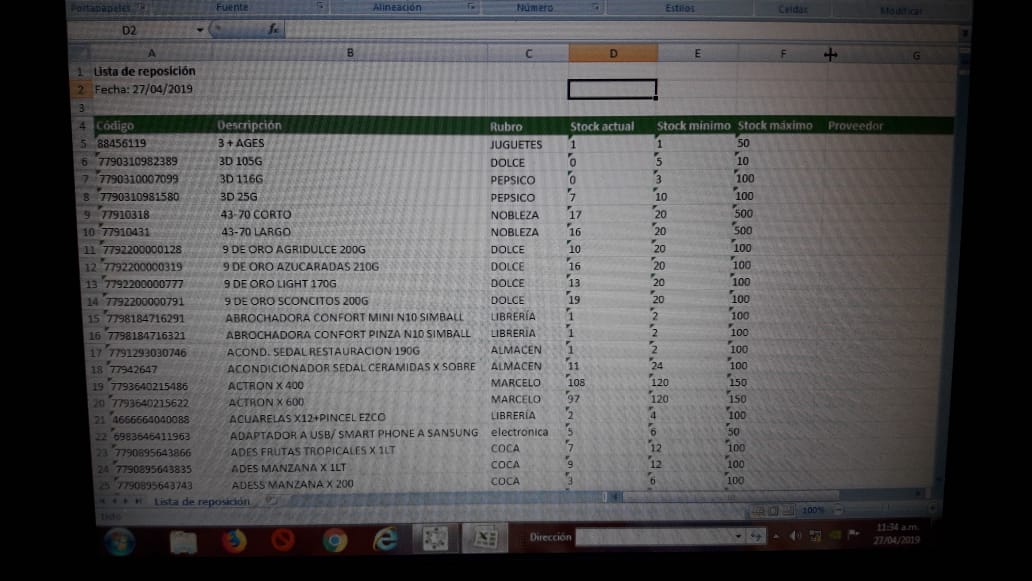 Portapapeles Fuente Alineación Número Estilos Celdas Modificar
D2 fx
A B C D E F G
1 Lista de reposición
2 Fecha: 27/04/2019
3
4 Código Descripción Rubro Stock actual Stock minimo Stock máximo Proveedor
5 88456119 3 + AGES JUGUETES 1 1 50
6 7790310982389 3D 105G DOLCE 0 5 10
7 7790310007099 3D 116G PEPSICO 0 3 100
8 7790310981580 3D 25G PEPSICO 7 10 100
9 77910318 43-70 CORTO NOBLEZA 17 20 500
10 77910431 43-70 LARGO NOBLEZA 16 20 500
11 7792200000128 9 DE ORO AGRIDULCE 200G DOLCE 10 20 100
12 7792200000319 9 DE ORO AZUCARADAS 210G DOLCE 16 20 100
13 7792200000777 9 DE ORO LIGHT 170G DOLCE 13 20 100
14 7792200000791 9 DE ORO SCONCITOS 200G DOLCE 19 20 100
15 7798184716291 ABROCHADORA CONFORT MINI N10 SIMBALL LIBRERÍA 1 2 100
16 7798184716321 ABROCHADORA CONFORT PINZA N10 SIMBALL LIBRERÍA 1 2 100
17 7791293030746 ACOND. SEDAL RESTAURACION 190G ALMACEN 1 2 100
18 77942647 ACONDICIONADOR SEDAL CERAMIDAS X SOBRE ALMACEN 11 24 100
19 7793640215486 ACTRON X 400 MARCELO 108 120 150
20 7793640215622 ACTRON X 600 MARCELO 97 120 150
21 4666664040088 ACUARELAS X12+PINCEL EZCO LIBRERÍA 2 4 100
22 6983646411963 ADAPTADOR A USB/ SMART PHONE A SANSUNG electronica 5 6 50
23 7790895643866 ADES FRUTAS TROPICALES X 1LT COCA 7 12 100
24 7790895643835 ADES MANZANA X 1LT COCA 9 12 100
25 7790895643743 ADESS MANZANA X 200 COCA 3 6 100
Lista de reposición
Listo 100%
Dirección 11:34 a.m.
27/04/2019